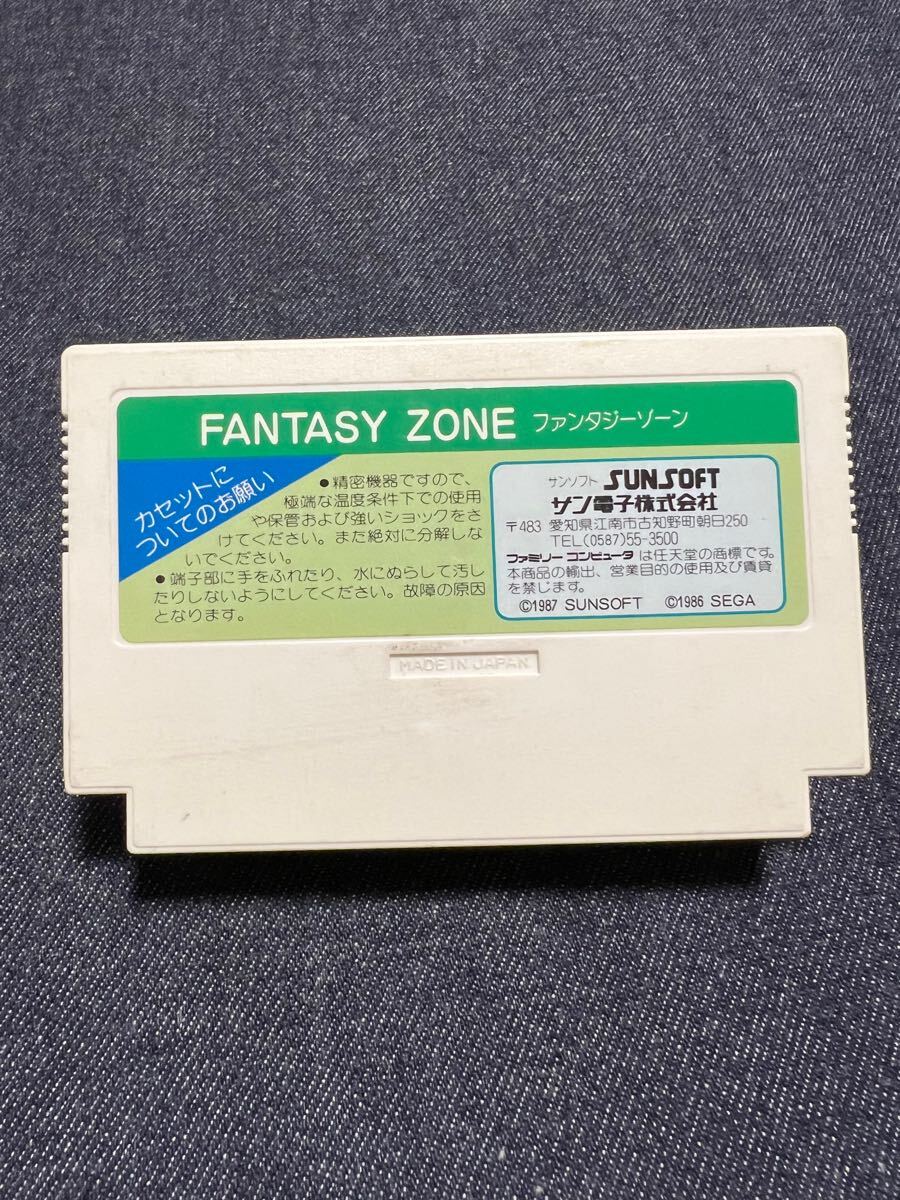 FANTASY ZONE ファンタジーゾーン
カセットに
ついてのお願い
●精密機器ですので、
極端な温度条件下での使用
や保管および強いショックをさ
けてください。また絶対に分解しな
いでください。
●端子部に手をふれたり、水にぬらして汚し
たりしないようにしてください。故障の原因
となります。
サンソフト SUNSOFT
サン電子株式会社
〒483 愛知県江南市古知野町朝日250
TEL(0587)55-3500
ファミリーコンピュータ は任天堂の商標です。
本商品の輸出、営業目的の使用及び賃貸
を禁じます。
©1987 SUNSOFT ©1986 SEGA
MADE IN JAPAN